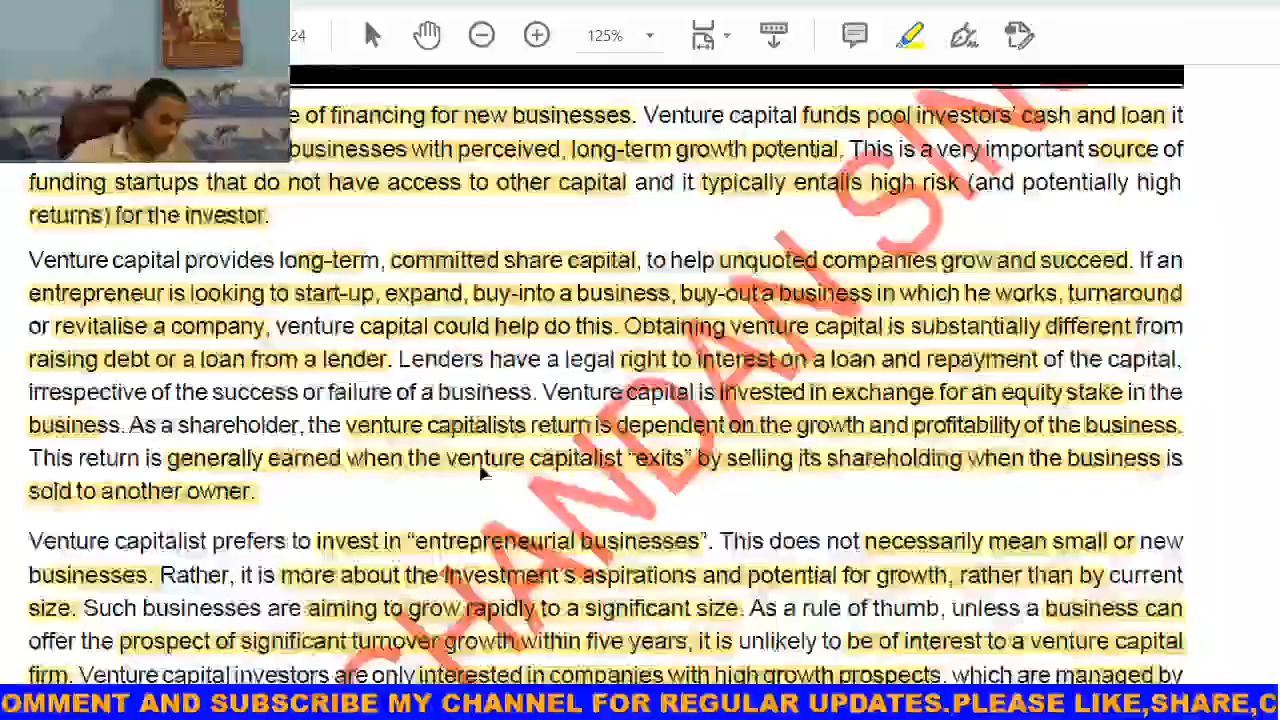 24
125%
e of financing for new businesses. Venture capital funds pool investors' cash and loan it
businesses with perceived, long-term growth potential. This is a very important source of
funding startups that do not have access to other capital and it typically entails high risk (and potentially high
returns) for the investor.
Venture capital provides long-term, committed share capital, to help unquoted companies grow and succeed. If an
entrepreneur is looking to start-up, expand, buy-into a business, buy-out a business in which he works, turnaround
or revitalise a company, venture capital could help do this. Obtaining venture capital is substantially different from
raising debt or a loan from a lender. Lenders have a legal right to interest on a loan and repayment of the capital,
irrespective of the success or failure of a business. Venture capital is invested in exchange for an equity stake in the
business. As a shareholder, the venture capitalists return is dependent on the growth and profitability of the business.
This return is generally earned when the venture capitalist “exits” by selling its shareholding when the business is
sold to another owner.
Venture capitalist prefers to invest in “entrepreneurial businesses”. This does not necessarily mean small or new
businesses. Rather, it is more about the investment's aspirations and potential for growth, rather than by current
size. Such businesses are aiming to grow rapidly to a significant size. As a rule of thumb, unless a business can
offer the prospect of significant turnover growth within five years, it is unlikely to be of interest to a venture capital
firm. Venture capital investors are only interested in companies with high growth prospects, which are managed by
CHANDAN SIN
OMMENT AND SUBSCRIBE MY CHANNEL FOR REGULAR UPDATES.PLEASE LIKE,SHARE,C